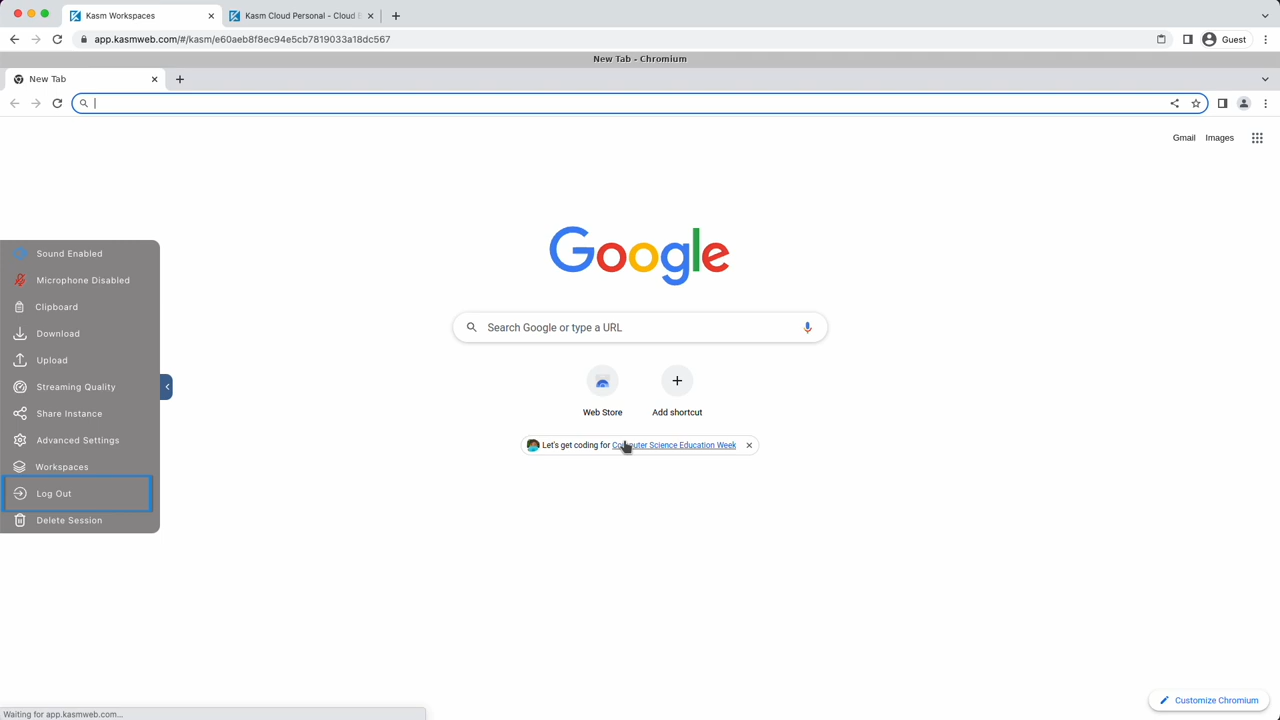 Kasm Workspaces
Kasm Cloud Personal - Cloud
app.kasmweb.com/#/kasm/e60aeb8f8ec94e5cb7819033a18dc567
Guest
New Tab - Chromium
New Tab
Gmail
Images
Google
Search Google or type a URL
Web Store
Add shortcut
Let's get coding for Computer Science Education Week
Sound Enabled
Microphone Disabled
Clipboard
Download
Upload
Streaming Quality
Share Instance
Advanced Settings
Workspaces
Log Out
Delete Session
Customize Chromium
Waiting for app.kasmweb.com...